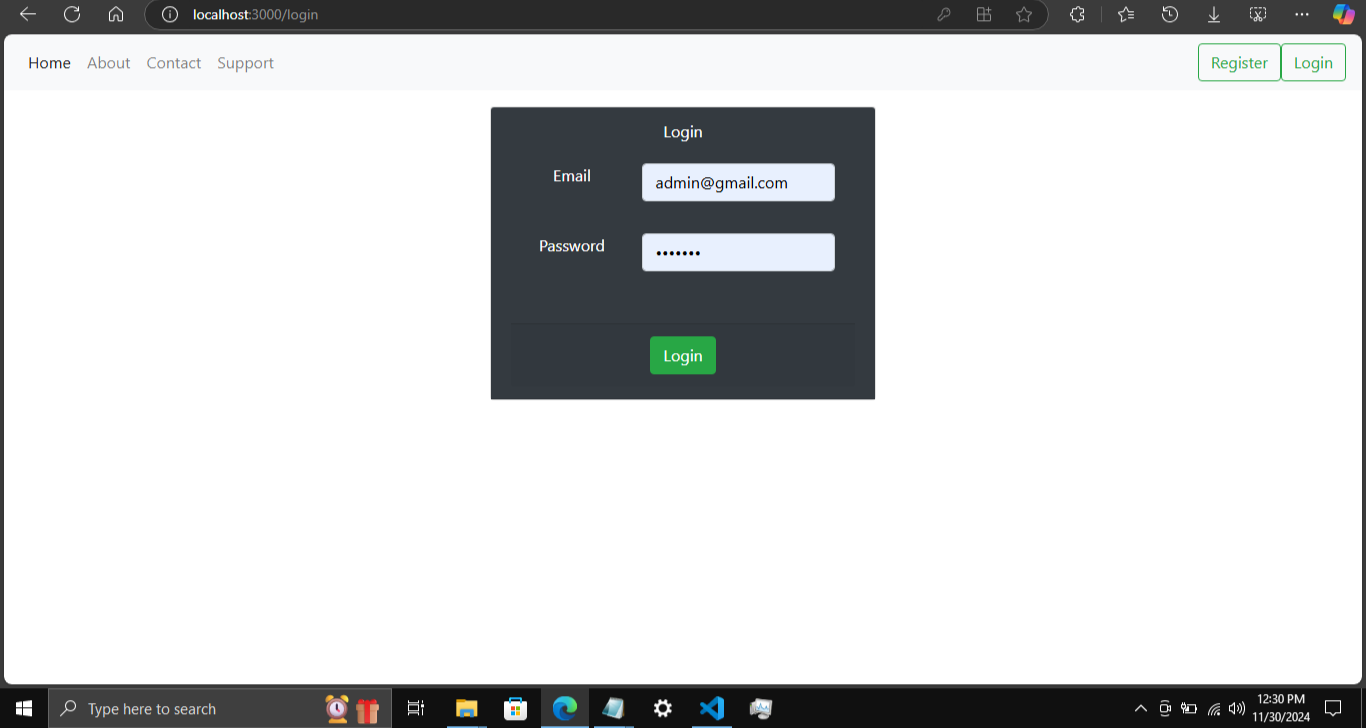 localhost:3000/login
Home About Contact Support Register Login
Login
Email admin@gmail.com
Password •••••••
Login
Type here to search
12:30 PM
11/30/2024